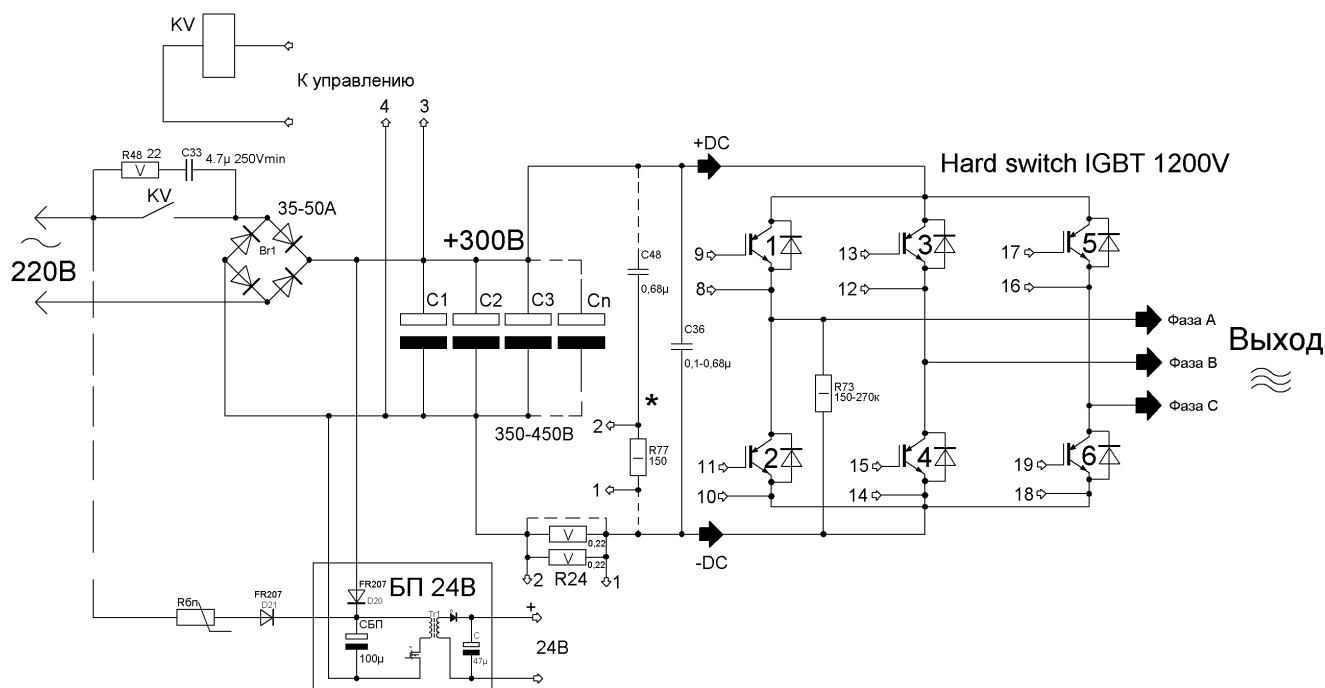 KV
К управлению
4
3
R48 22
V
C33
4.7µ 250Vmin
KV
35-50A
Br1
220В
+300В
C1
C2
C3
Cn
350-450В
C48
0,68µ
C36
0,1-0,68µ
*
2
R77
150
1
+DC
-DC
Hard switch IGBT 1200V
9
1
8
13
3
12
17
5
16
Фаза А
Фаза В
Фаза С
Выход
R73
150-270к
11
2
10
15
4
14
19
6
18
V
0,22
V
0,22
2
R24
1
Rбп
FR207
D21
FR207
D20
БП 24В
СБП
100µ
Tr1
C
47µ
+
24В